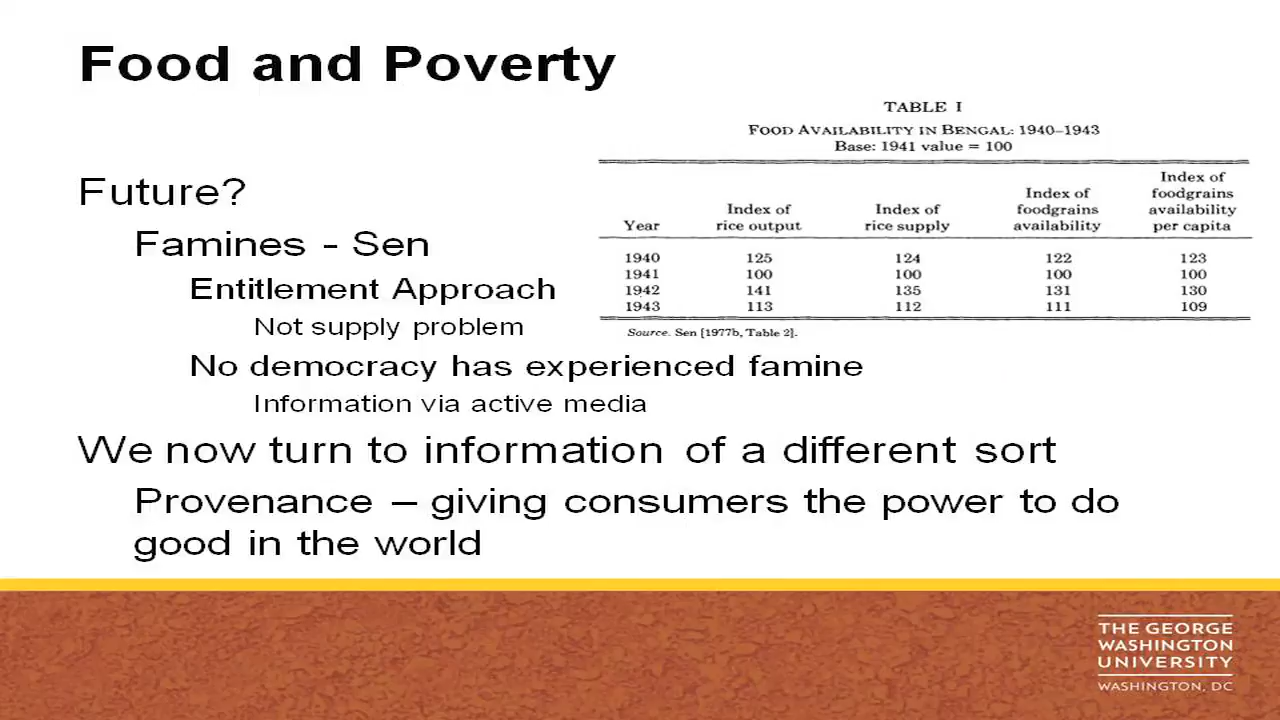 Food and Poverty
TABLE I
FOOD AVAILABILITY IN BENGAL: 1940–1943
Base: 1941 value = 100
Year Index of rice output Index of rice supply Index of foodgrains availability Index of foodgrains availability per capita
1940 125 124 122 123
1941 100 100 100 100
1942 141 135 131 130
1943 113 112 111 109
Source. Sen [1977b, Table 2].
Future?
Famines - Sen
Entitlement Approach
Not supply problem
No democracy has experienced famine
Information via active media
We now turn to information of a different sort
Provenance – giving consumers the power to do
good in the world
THE GEORGE
WASHINGTON
UNIVERSITY
WASHINGTON, DC